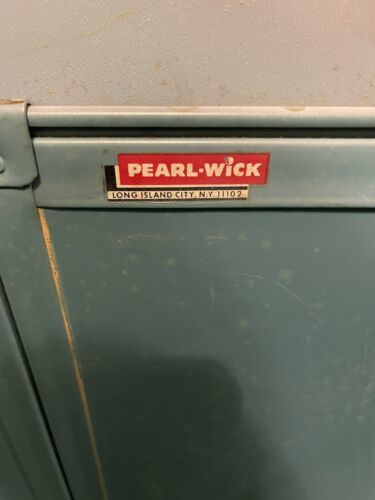 PEARL-WICK
LONG ISLAND CITY, N.Y. 11102